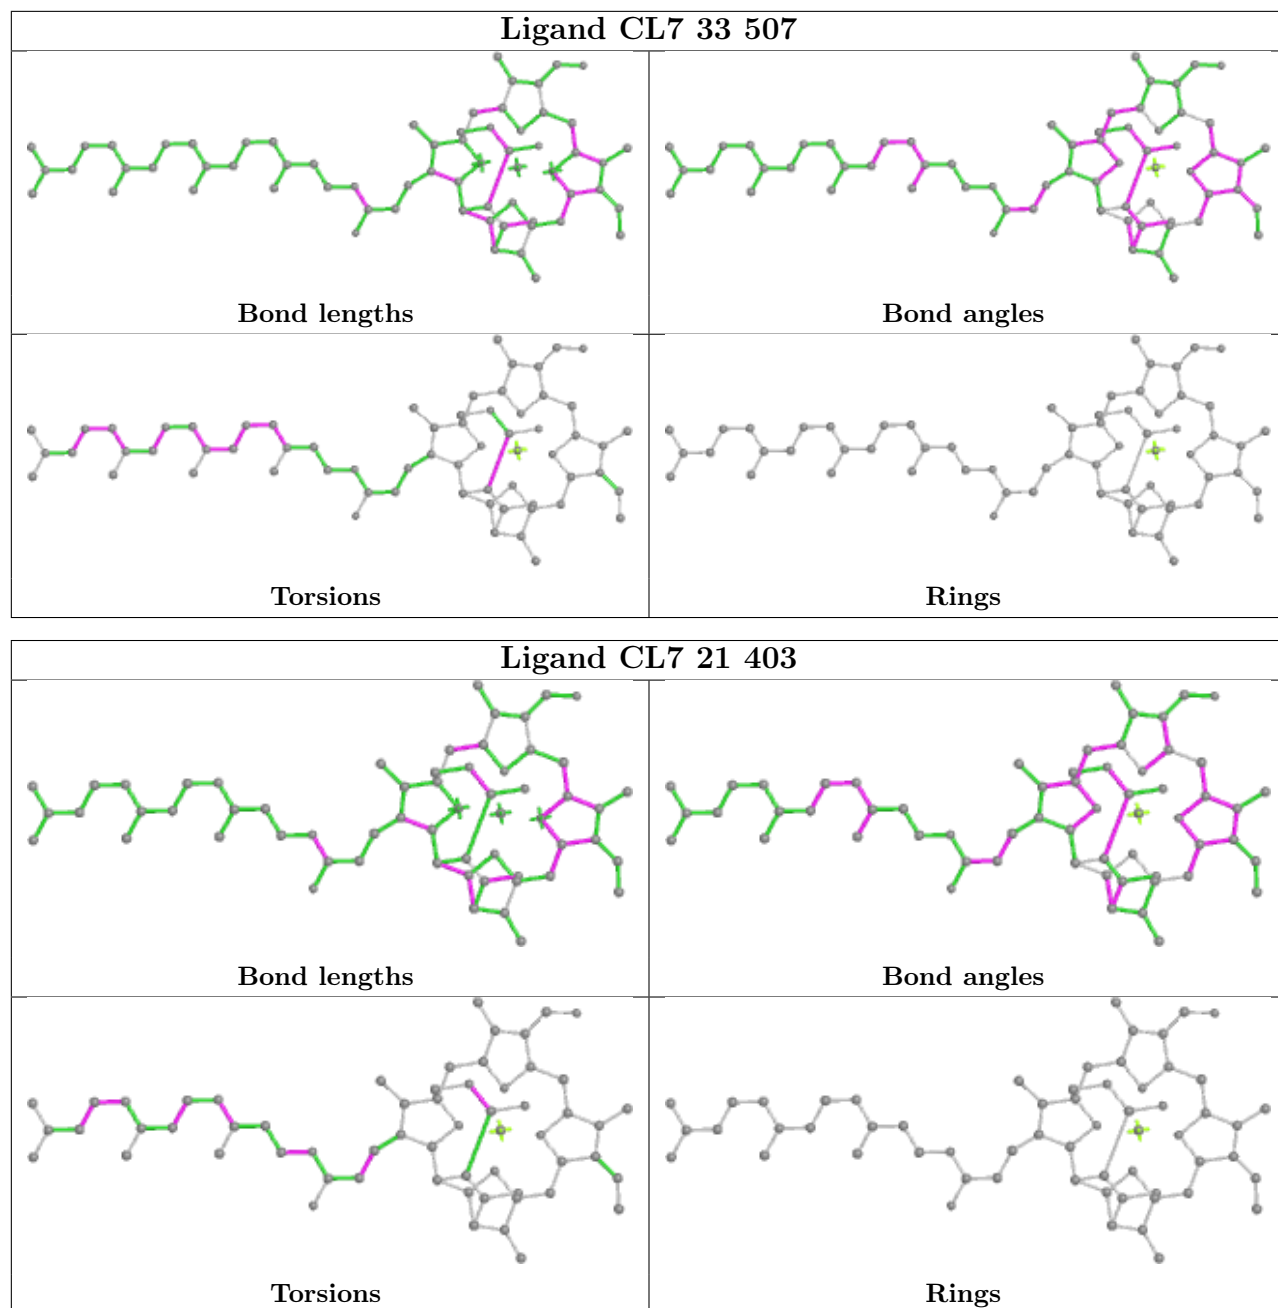 Ligand CL7 33 507
Bond lengths
Bond angles
Torsions
Rings
Ligand CL7 21 403
Bond lengths
Bond angles
Torsions
Rings